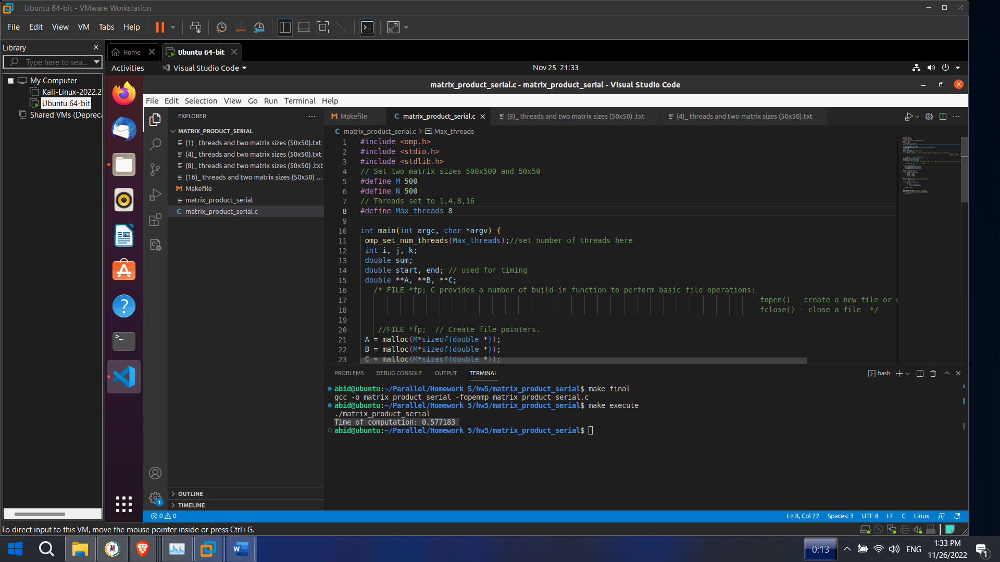 Ubuntu 64-bit - VMware Workstation
File Edit View VM Tabs Help
Library
Type here to sea...
My Computer
Kali-Linux-2022.2
Ubuntu 64-bit
Shared VMs (Depreca
Home
Ubuntu 64-bit
Activities
Visual Studio Code
Nov 25 21:33
matrix_product_serial.c - matrix_product_serial - Visual Studio Code
File Edit Selection View Go Run Terminal Help
EXPLORER
MATRIX_PRODUCT_SERIAL
(1)_ threads and two matrix sizes (50x50).txt
(4)_ threads and two matrix sizes (50x50).txt
(8)_ threads and two matrix sizes (50x50) .txt
(16)_ threads and two matrix sizes (50x50) ...
M Makefile
matrix_product_serial
C matrix_product_serial.c
OUTLINE
TIMELINE
1
M Makefile
C matrix_product_serial.c
(8)_ threads and two matrix sizes (50x50) .txt
(4)_ threads and two matrix sizes (50x50).txt
C matrix_product_serial.c > Max_threads
1 #include <omp.h>
2 #include <stdio.h>
3 #include <stdlib.h>
4 // Set two matrix sizes 500x500 and 50x50
5 #define M 500
6 #define N 500
7 // Threads set to 1,4,8,16
8 #define Max_threads 8
9
10 int main(int argc, char *argv) {
11 omp_set_num_threads(Max_threads);//set number of threads here
12 int i, j, k;
13 double sum;
14 double start, end; // used for timing
15 double **A, **B, **C;
16 /* FILE *fp; C provides a number of build-in function to perform basic file operations:
17 fopen() - create a new file or
18 fclose() - close a file */
19
20 //FILE *fp; // Create file pointers.
21 A = malloc(M*sizeof(double *));
22 B = malloc(M*sizeof(double *));
23 C = malloc(M*sizeof(double *));
PROBLEMS DEBUG CONSOLE OUTPUT TERMINAL
bash
abid@ubuntu:~/Parallel/Homework 5/hw5/matrix_product_serial$ make final
gcc -o matrix_product_serial -fopenmp matrix_product_serial.c
abid@ubuntu:~/Parallel/Homework 5/hw5/matrix_product_serial$ make execute
./matrix_product_serial
Time of computation: 0.577183
abid@ubuntu:~/Parallel/Homework 5/hw5/matrix_product_serial$
0 0
Ln 8, Col 22 Spaces: 3 UTF-8 LF C Linux
To direct input to this VM, move the mouse pointer inside or press Ctrl+G.
0:13
ENG
1:33 PM
11/26/2022
1